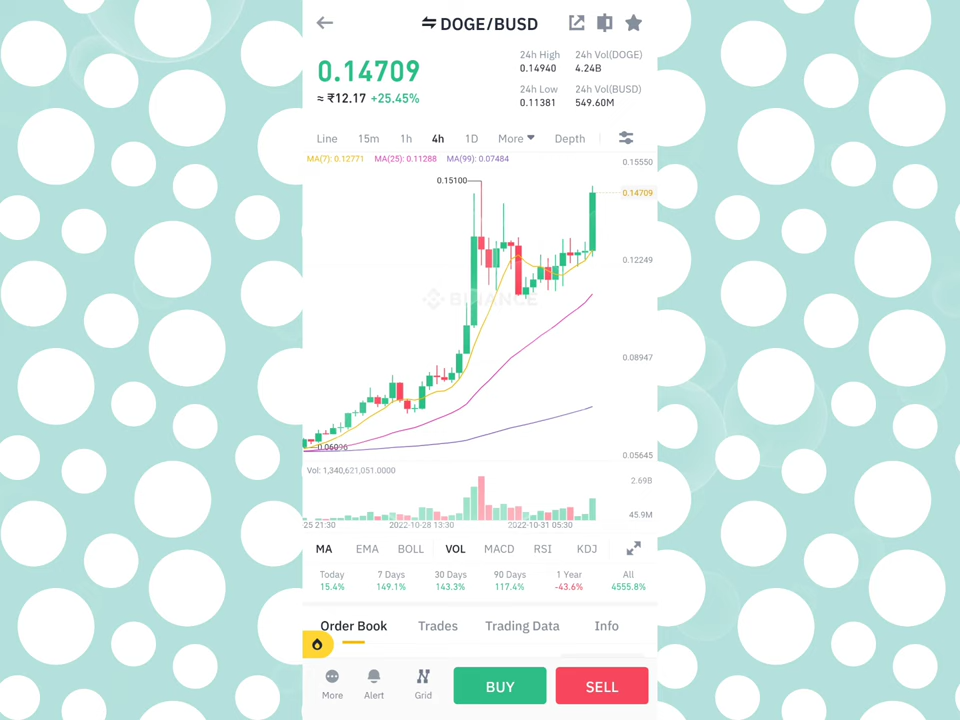 DOGE/BUSD
0.14709
≈ ₹12.17 +25.45%
24h High
0.14940
24h Vol(DOGE)
4.24B
24h Low
0.11381
24h Vol(BUSD)
549.60M
Line 15m 1h 4h 1D More Depth
MA(7): 0.12771 MA(25): 0.11288 MA(99): 0.07484
0.15550
0.15100
0.14709
0.12249
BINANCE
0.08947
0.06096
0.05645
Vol: 1,340,621,051.0000
2.69B
45.9M
25 21:30 2022-10-28 13:30 2022-10-31 05:30
MA EMA BOLL VOL MACD RSI KDJ
Today 7 Days 30 Days 90 Days 1 Year All
15.4% 149.1% 143.3% 117.4% -43.6% 4555.8%
Order Book Trades Trading Data Info
More Alert Grid BUY SELL